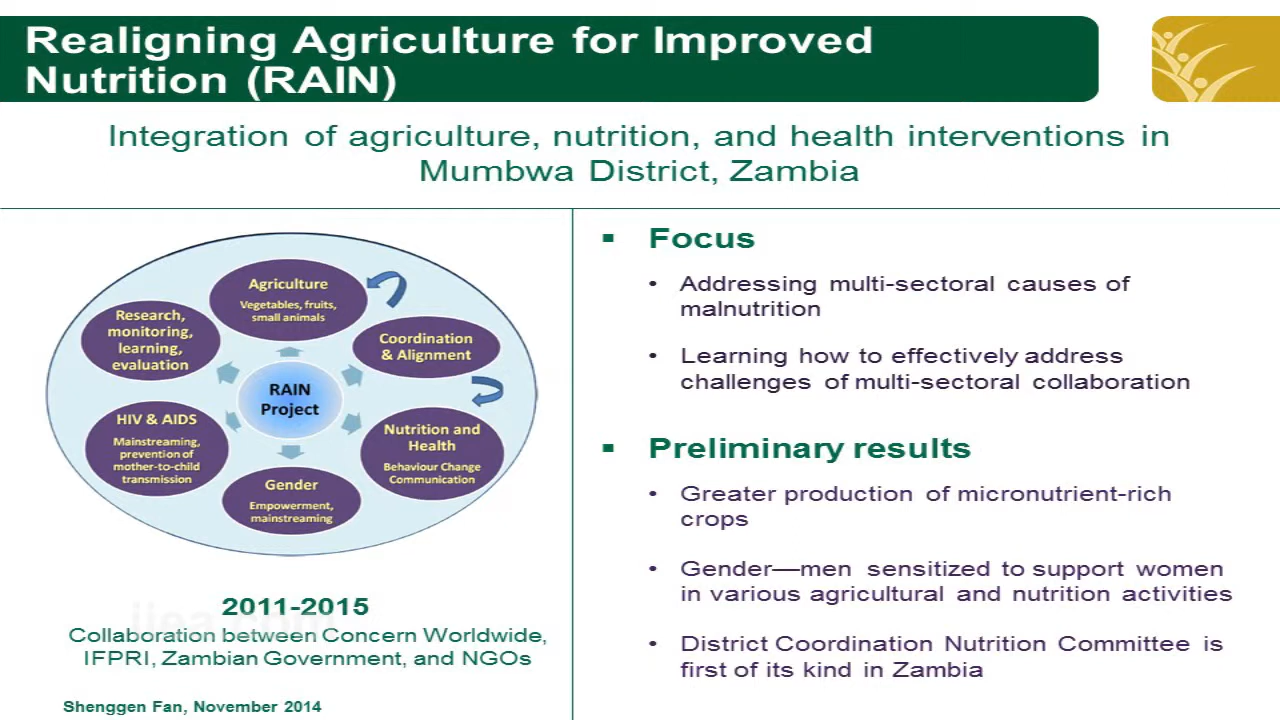 Realigning Agriculture for Improved
Nutrition (RAIN)
Integration of agriculture, nutrition, and health interventions in
Mumbwa District, Zambia
Agriculture
Vegetables, fruits,
small animals
Coordination
& Alignment
Nutrition and
Health
Behaviour Change
Communication
Gender
Empowerment,
mainstreaming
HIV & AIDS
Mainstreaming,
prevention of
mother-to-child
transmission
Research,
monitoring,
learning,
evaluation
RAIN
Project
2011-2015
iiea.com
Collaboration between Concern Worldwide,
IFPRI, Zambian Government, and NGOs
Shenggen Fan, November 2014
▪ Focus
• Addressing multi-sectoral causes of
malnutrition
• Learning how to effectively address
challenges of multi-sectoral collaboration
▪ Preliminary results
• Greater production of micronutrient-rich
crops
• Gender—men sensitized to support women
in various agricultural and nutrition activities
• District Coordination Nutrition Committee is
first of its kind in Zambia